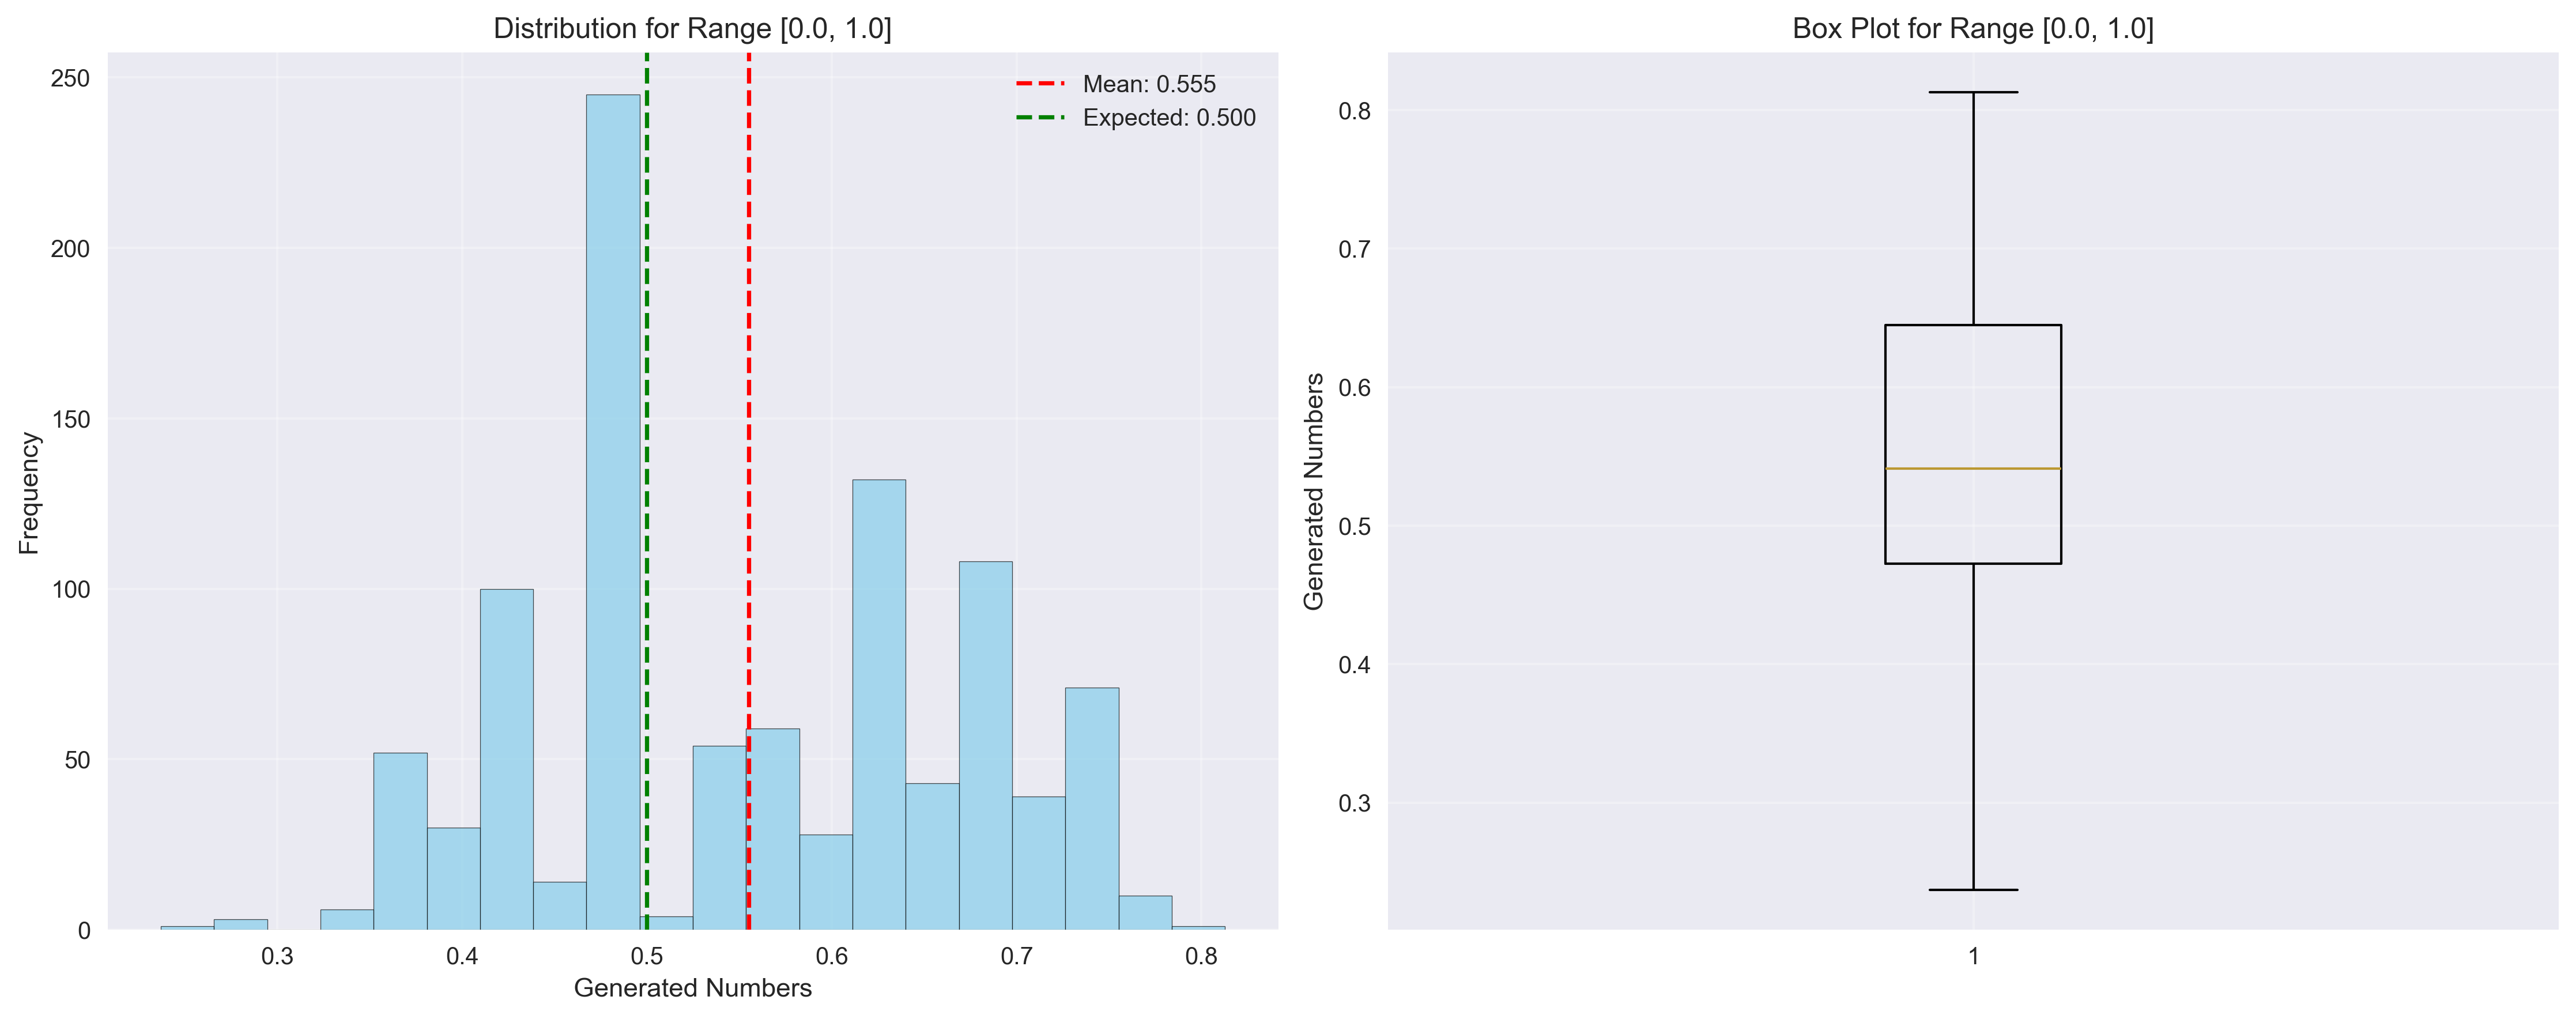 Distribution for Range [0.0, 1.0]
250
200
150
100
50
0
Frequency
Mean: 0.555
Expected: 0.500
0.3 0.4 0.5 0.6 0.7 0.8
Generated Numbers
Box Plot for Range [0.0, 1.0]
0.8
0.7
0.6
0.5
0.4
0.3
Generated Numbers
1